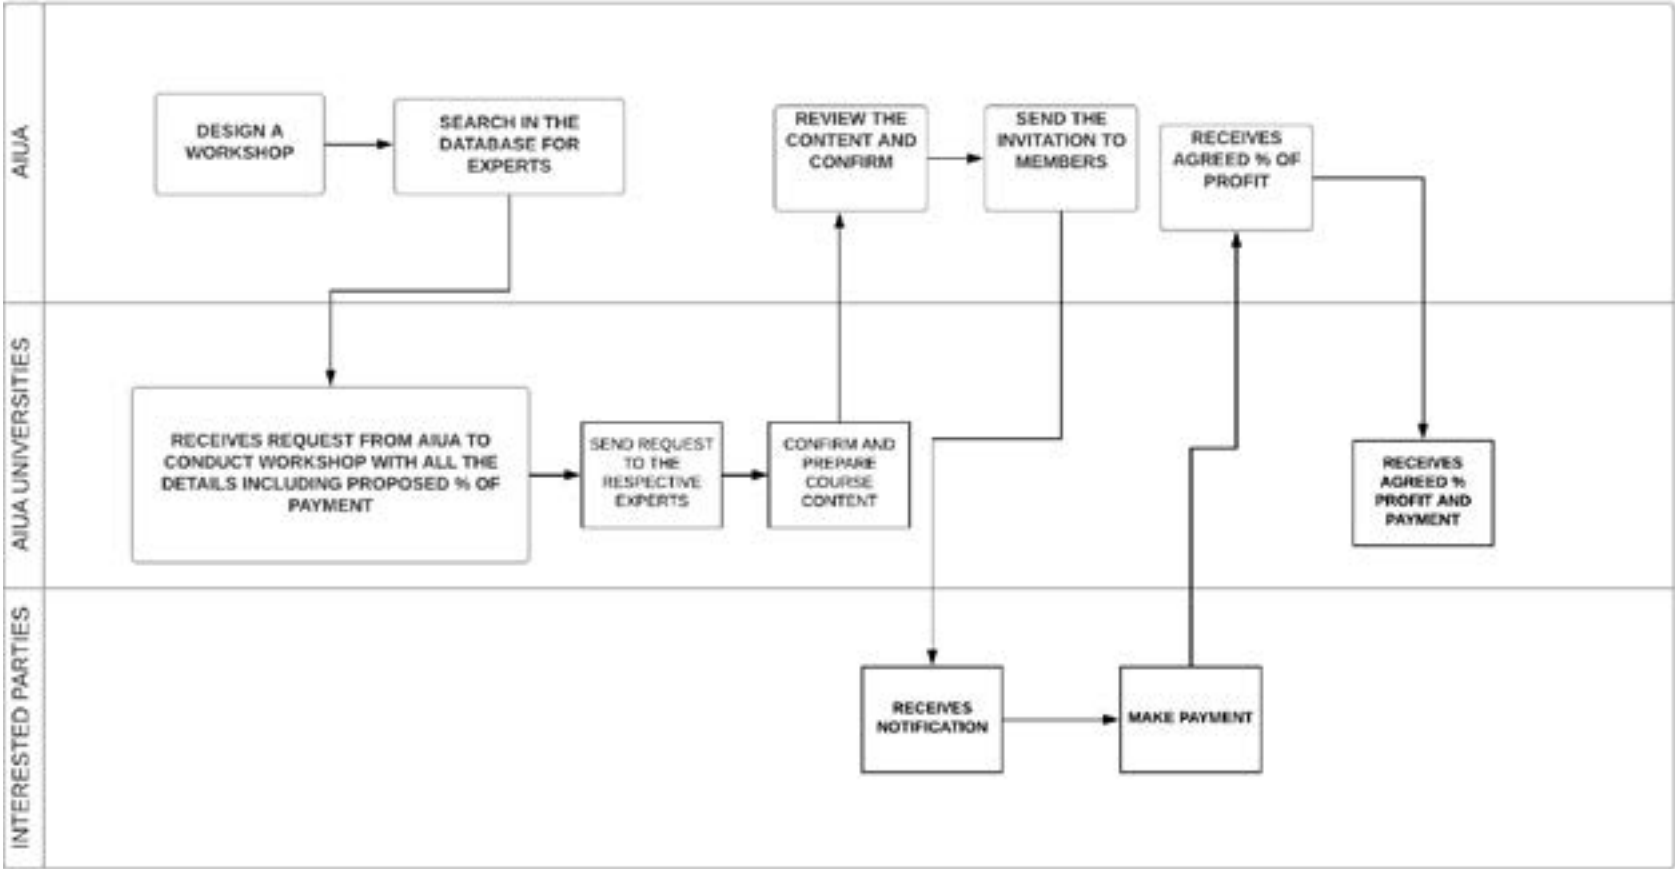 AIUA
DESIGN A
WORKSHOP
SEARCH IN THE
DATABASE FOR
EXPERTS
REVIEW THE
CONTENT AND
CONFIRM
SEND THE
INVITATION TO
MEMBERS
RECEIVES
AGREED % OF
PROFIT
AIUA UNIVERSITIES
RECEIVES REQUEST FROM AIUA TO
CONDUCT WORKSHOP WITH ALL THE
DETAILS INCLUDING PROPOSED % OF
PAYMENT
SEND REQUEST
TO THE
RESPECTIVE
EXPERTS
CONFIRM AND
PREPARE
COURSE
CONTENT
RECEIVES
AGREED %
PROFIT AND
PAYMENT
INTERESTED PARTIES
RECEIVES
NOTIFICATION
MAKE PAYMENT